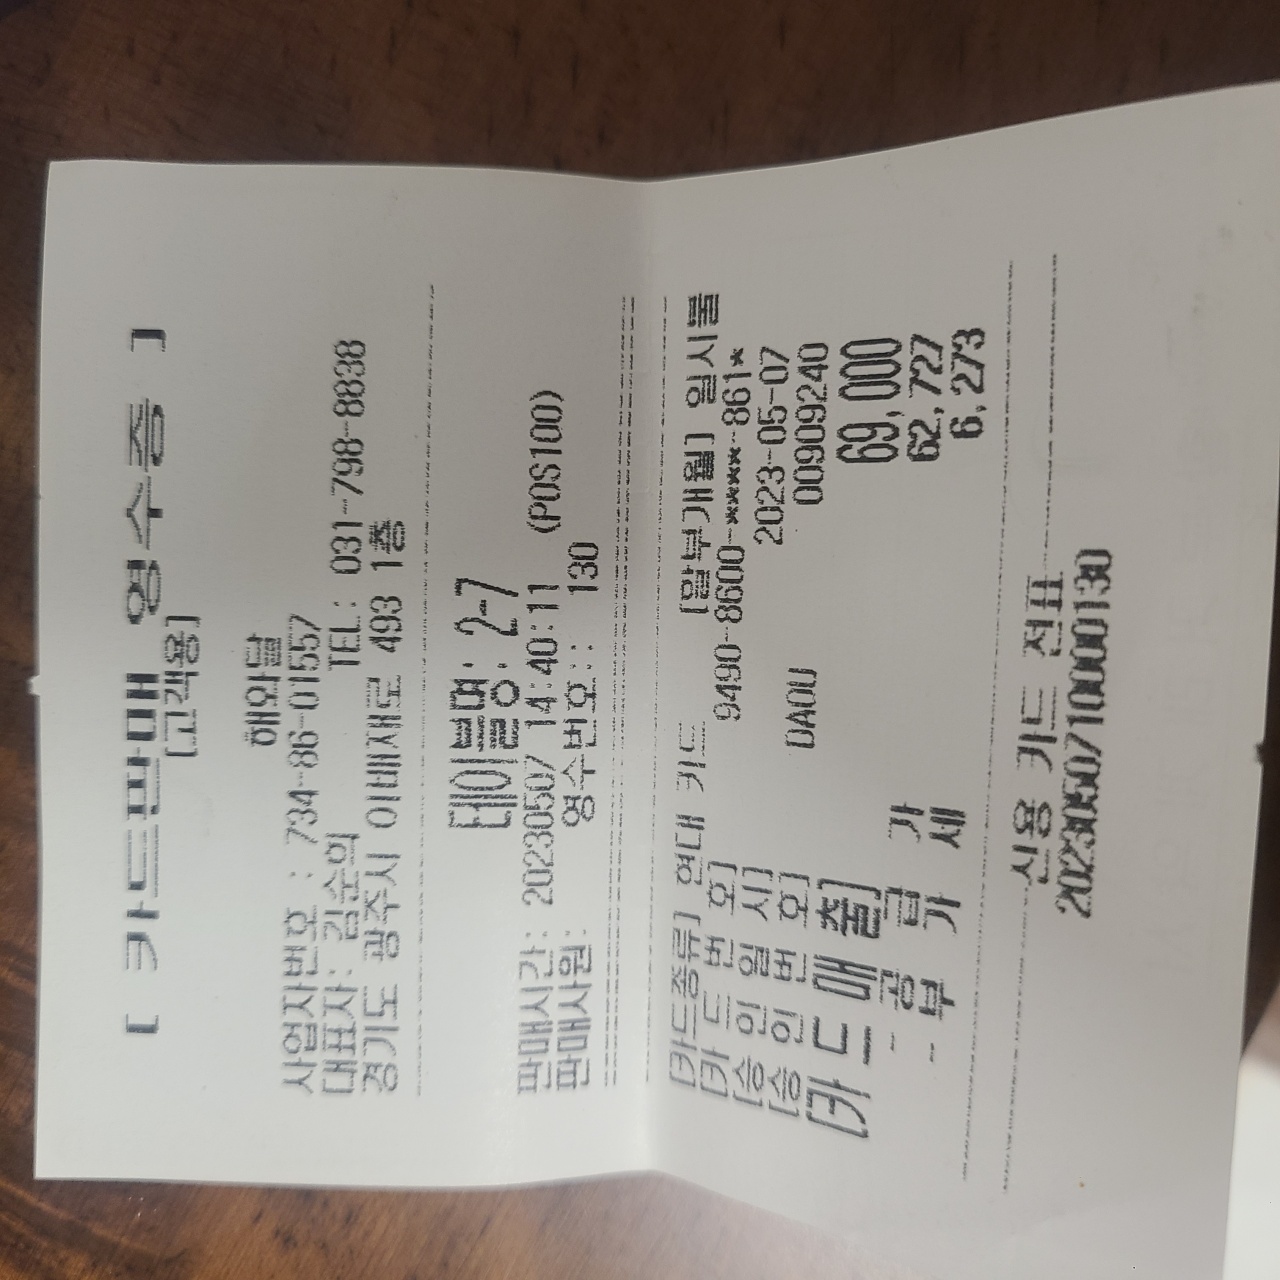 [ 카드판매 영수증 ]
[고객용]
해와달
사업자번호 : 734-86-01557
대표자 : 김순희 TEL: 031-798-8838
경기도 광주시 이배재로 493 1층
테이블명: 2-7
판매시간: 20230507 14:40:11 (POS100)
판매사원: 영수번호:: 130
[카드종류] 현대 카드 [할부개월] 일시불
[카 드 번 호] 9490-8600-****-861*
[승 인 일 시] 2023-05-07
[승 인 번 호] DAOU 00909240
[카 드 매 출] 69,000
-- 공 급 가 62,727
-- 부 가 세 6,273
신용 카드 전표
20230507100000130